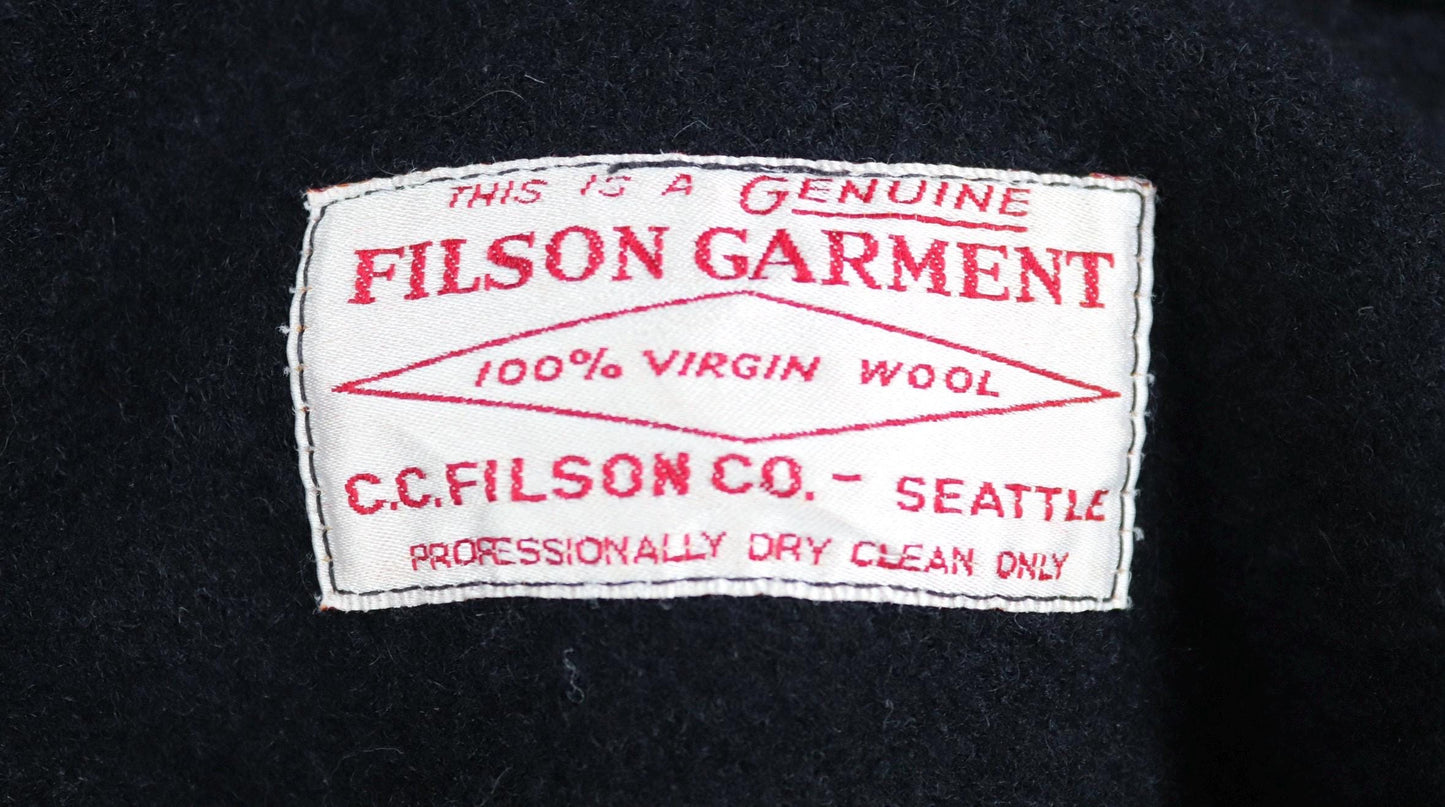 THIS IS A GENUINE
FILSON GARMENT
100% VIRGIN WOOL
C.C. FILSON CO. - SEATTLE
PROFESSIONALLY DRY CLEAN ONLY